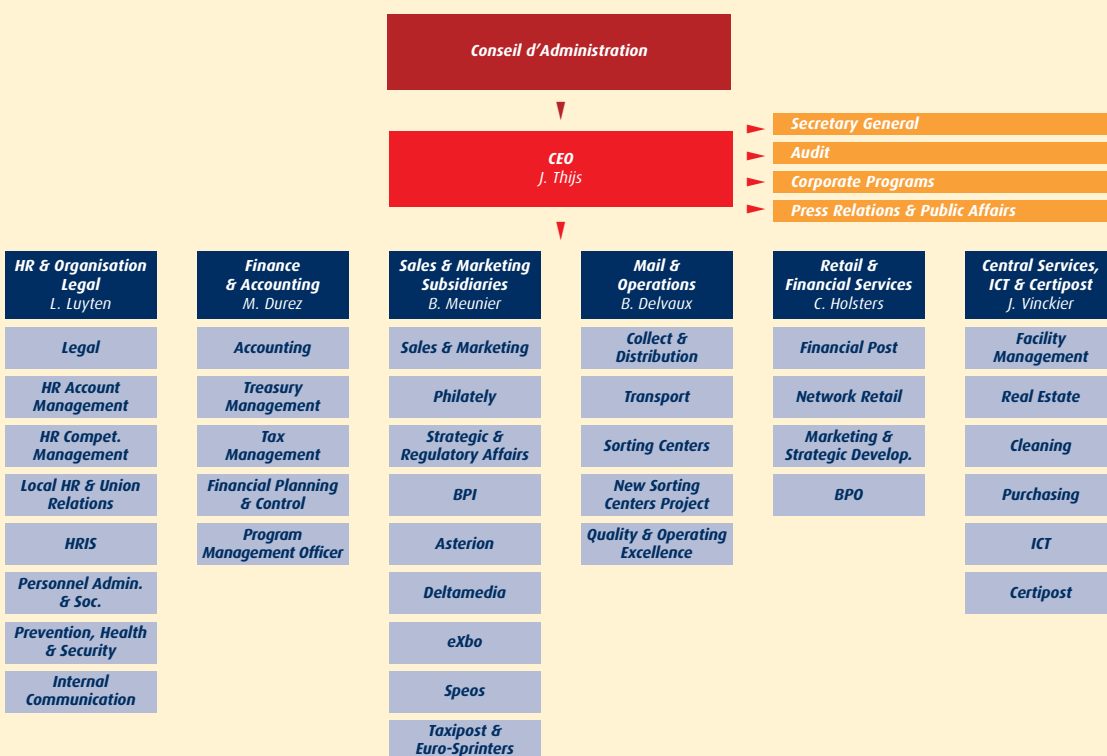 Conseil d'Administration
CEO
J. Thijs
Secretary General
Audit
Corporate Programs
Press Relations & Public Affairs
HR & Organisation
Legal
L. Luyten
Legal
HR Account
Management
HR Compet.
Management
Local HR & Union
Relations
HRIS
Personnel Admin.
& Soc.
Prevention, Health
& Security
Internal
Communication
Finance
& Accounting
M. Durez
Accounting
Treasury
Management
Tax
Management
Financial Planning
& Control
Program
Management Officer
Sales & Marketing
Subsidiaries
B. Meunier
Sales & Marketing
Philately
Strategic &
Regulatory Affairs
BPI
Asterion
Deltamedia
eXbo
Speos
Taxipost &
Euro-Sprinters
Mail &
Operations
B. Delvaux
Collect &
Distribution
Transport
Sorting Centers
New Sorting
Centers Project
Quality & Operating
Excellence
Retail &
Financial Services
C. Holsters
Financial Post
Network Retail
Marketing &
Strategic Develop.
BPO
Central Services,
ICT & Certipost
J. Vinckier
Facility
Management
Real Estate
Cleaning
Purchasing
ICT
Certipost